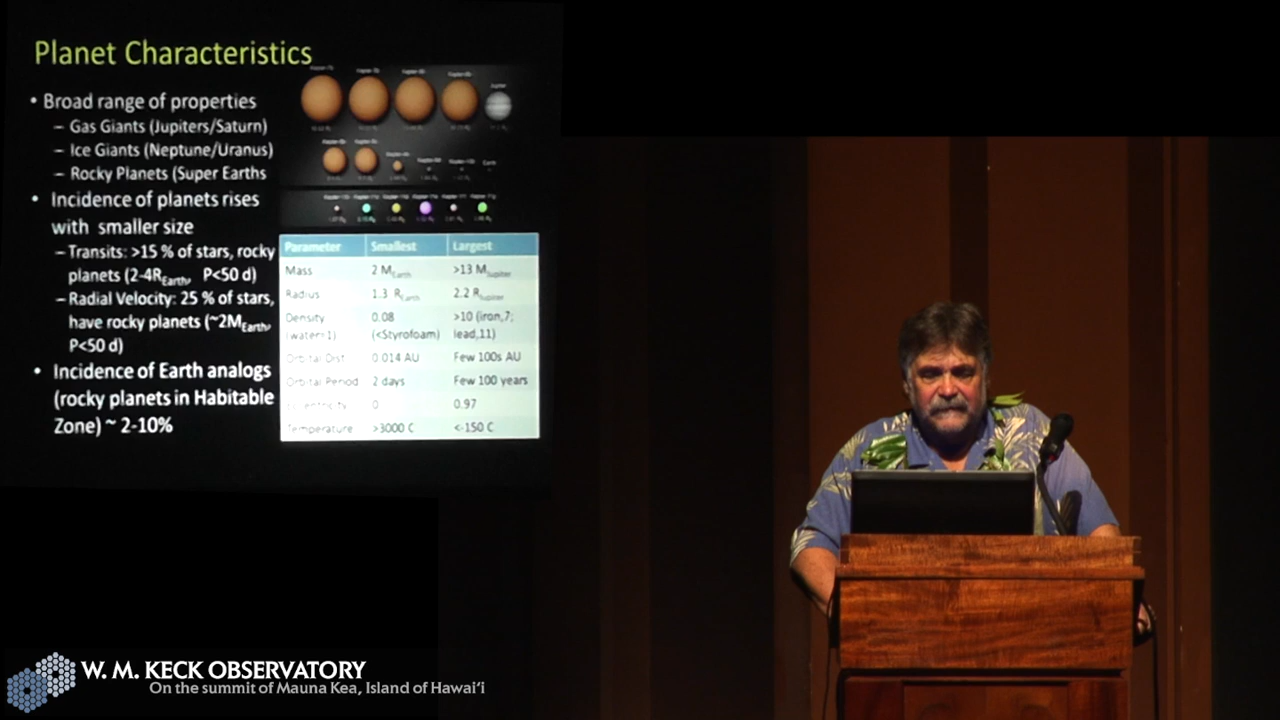 Planet Characteristics
• Broad range of properties
– Gas Giants (Jupiters/Saturn)
– Ice Giants (Neptune/Uranus)
– Rocky Planets (Super Earths
• Incidence of planets rises
with smaller size
– Transits: >15 % of stars, rocky
planets (2-4REarth, P<50 d)
– Radial Velocity: 25 % of stars,
have rocky planets (~2MEarth,
P<50 d)
• Incidence of Earth analogs
(rocky planets in Habitable
Zone) ~ 2-10%
Jupiter
Earth
Parameter Smallest Largest
Mass 2 MEarth >13 MJupiter
Radius 1.3 REarth 2.2 RJupiter
Density 0.08 >10 (iron,7;
(water=1) (<Styrofoam) lead,11)
Orbital Dist. 0.014 AU Few 100s AU
Orbital Period 2 days Few 100 years
Eccentricity 0 0.97
Temperature >3000 C <-150 C
W. M. KECK OBSERVATORY
On the summit of Mauna Kea, Island of Hawai‘i